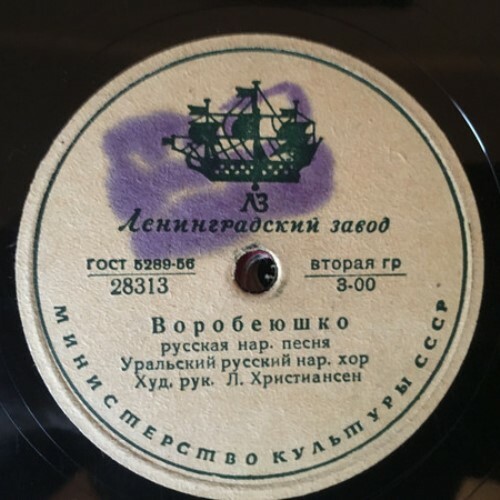 ЛЗ
Ленинградский завод
ГОСТ 5289-56
28313
вторая гр
3-00
Воробеюшко
русская нар. песня
Уральский русский нар. хор
Худ. рук. Л. Христиансен
МИНИСТЕРСТВО КУЛЬТУРЫ СССР